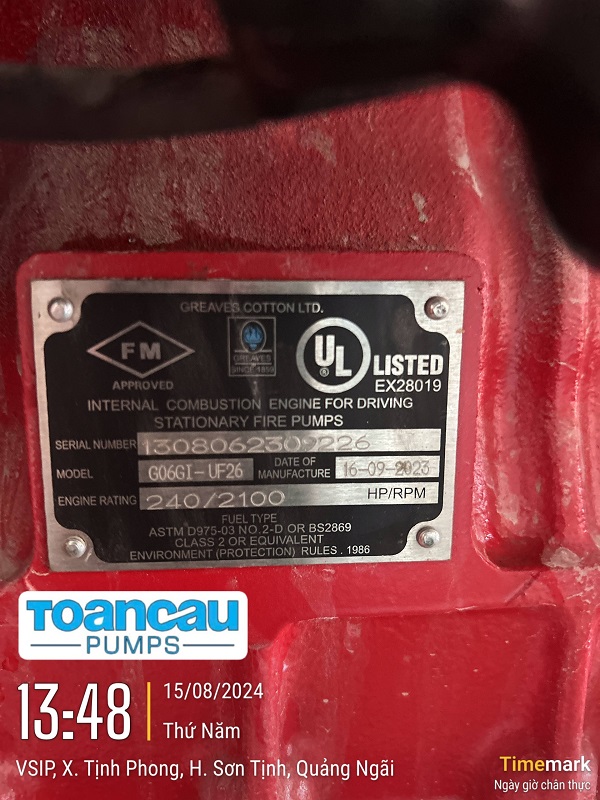 GREAVES COTTON LTD.
FM
APPROVED
GREAVES
SINCE 1859
UL
®
LISTED
EX28019
INTERNAL COMBUSTION ENGINE FOR DRIVING
STATIONARY FIRE PUMPS
SERIAL NUMBER 1308062309226
MODEL G06GI-UF26 DATE OF MANUFACTURE 16-09-2023
ENGINE RATING 240/2100 HP/RPM
FUEL TYPE
ASTM D975-03 NO.2-D OR BS2869
CLASS 2 OR EQUIVALENT
ENVIRONMENT (PROTECTION) RULES . 1986
TOANCAU
PUMPS
13:48
15/08/2024
Thứ Năm
VSIP, X. Tịnh Phong, H. Sơn Tịnh, Quảng Ngãi
Timemark
Ngày giờ chân thực